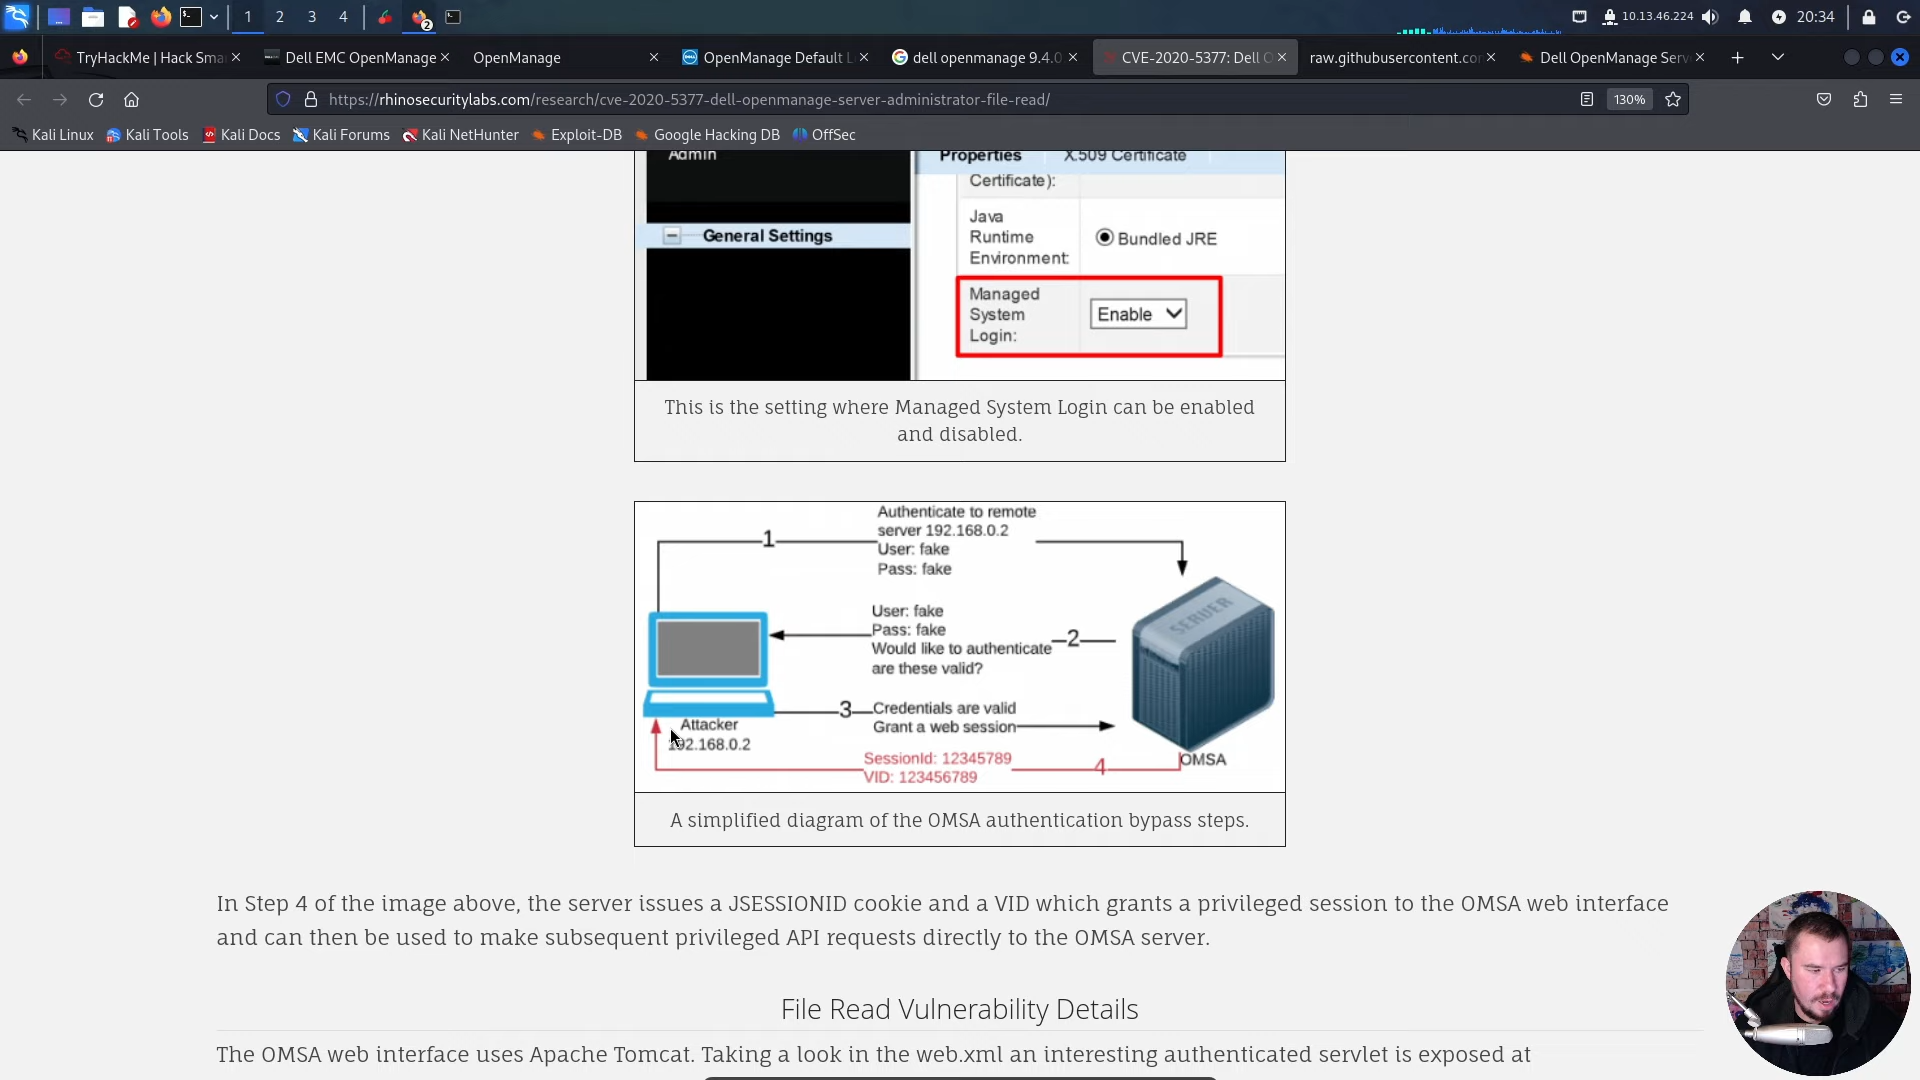 1
2
3
4
2
10.13.46.224
20:34
TryHackMe | Hack Sma
Dell EMC OpenManage
OpenManage
OpenManage Default L
dell openmanage 9.4.0
CVE-2020-5377: Dell O
raw.githubusercontent.co
Dell OpenManage Serv
https://rhinosecuritylabs.com/research/cve-2020-5377-dell-openmanage-server-administrator-file-read/
130%
Kali Linux
Kali Tools
Kali Docs
Kali Forums
Kali NetHunter
Exploit-DB
Google Hacking DB
OffSec
Admin
General Settings
Properties
X.509 Certificate
Certificate):
Java
Runtime
Environment:
Bundled JRE
Managed
System
Login:
Enable
This is the setting where Managed System Login can be enabled
and disabled.
1
Authenticate to remote
server 192.168.0.2
User: fake
Pass: fake
User: fake
Pass: fake
Would like to authenticate
are these valid?
2
SERVER
3
Credentials are valid
Grant a web session
Attacker
192.168.0.2
SessionId: 12345789
VID: 123456789
4
OMSA
A simplified diagram of the OMSA authentication bypass steps.
In Step 4 of the image above, the server issues a JSESSIONID cookie and a VID which grants a privileged session to the OMSA web interface
and can then be used to make subsequent privileged API requests directly to the OMSA server.
File Read Vulnerability Details
The OMSA web interface uses Apache Tomcat. Taking a look in the web.xml an interesting authenticated servlet is exposed at